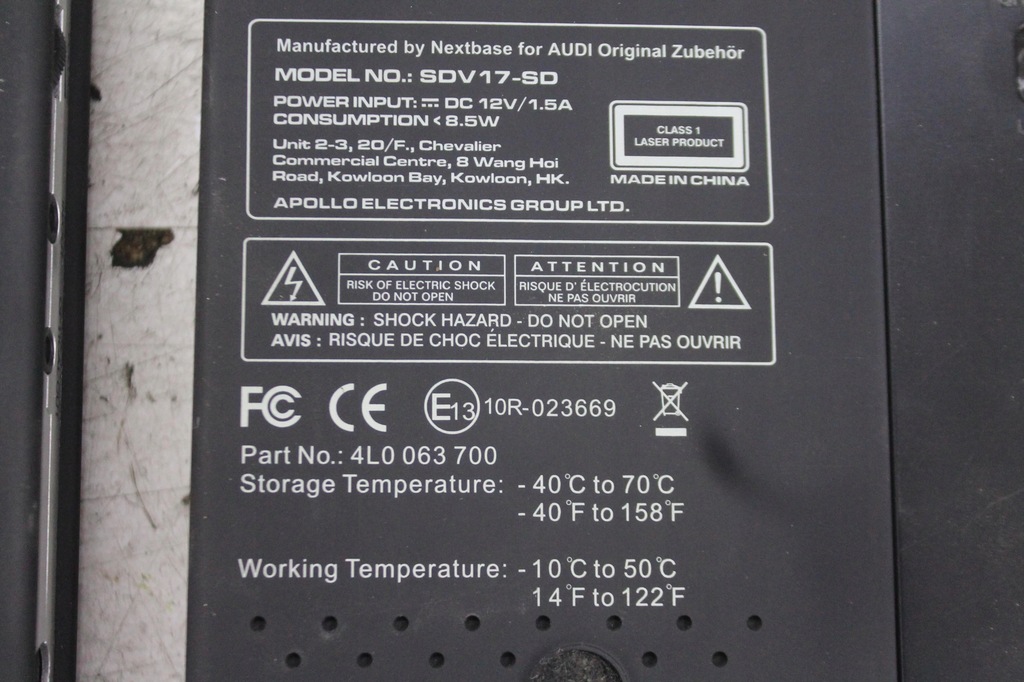 Manufactured by Nextbase for AUDI Original Zubehör
MODEL NO.: SDV17-SD
POWER INPUT: ⎓ DC 12V/1.5A
CONSUMPTION < 8.5W
Unit 2-3, 20/F., Chevalier
Commercial Centre, 8 Wang Hoi
Road, Kowloon Bay, Kowloon, HK.
APOLLO ELECTRONICS GROUP LTD.
CLASS 1
LASER PRODUCT
MADE IN CHINA
CAUTION
RISK OF ELECTRIC SHOCK
DO NOT OPEN
ATTENTION
RISQUE D' ÉLECTROCUTION
NE PAS OUVRIR
WARNING : SHOCK HAZARD - DO NOT OPEN
AVIS : RISQUE DE CHOC ÉLECTRIQUE - NE PAS OUVRIR
FC CE E13 10R-023669
Part No.: 4L0 063 700
Storage Temperature: - 40°C to 70°C
- 40°F to 158°F
Working Temperature: - 10°C to 50°C
14°F to 122°F